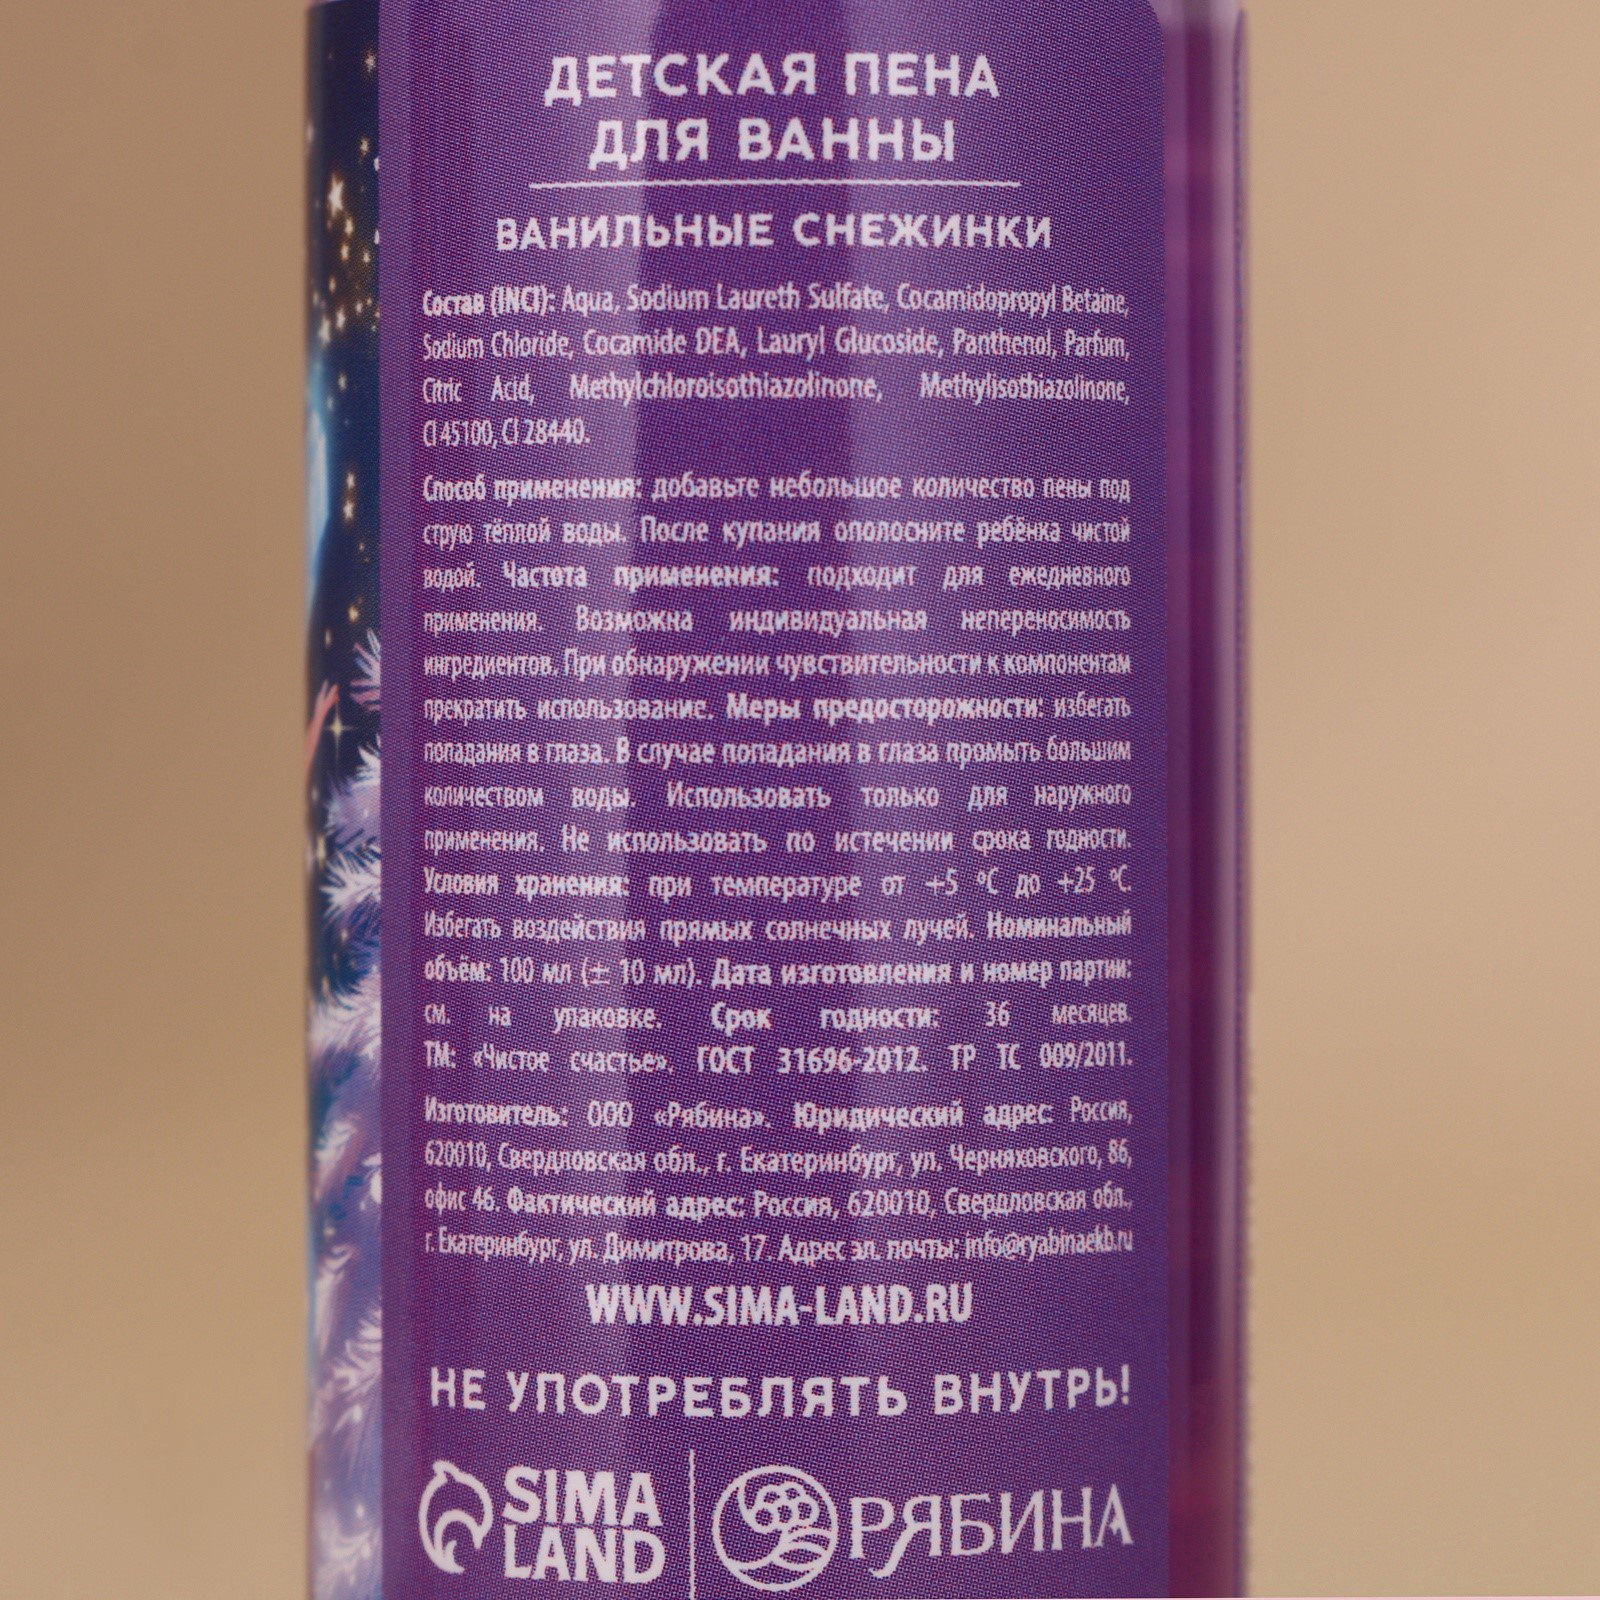 ДЕТСКАЯ ПЕНА
ДЛЯ ВАННЫ
ВАНИЛЬНЫЕ СНЕЖИНКИ
Состав (INCI): Aqua, Sodium Laureth Sulfate, Cocamidopropyl Betaine,
Sodium Chloride, Cocamide DEA, Lauryl Glucoside, Panthenol, Parfum,
Citric Acid, Methylchloroisothiazolinone, Methylisothiazolinone,
CI 45100, CI 28440.
Способ применения: добавьте небольшое количество пены под
струю тёплой воды. После купания ополосните ребёнка чистой
водой. Частота применения: подходит для ежедневного
применения. Возможна индивидуальная непереносимость
ингредиентов. При обнаружении чувствительности к компонентам
прекратить использование. Меры предосторожности: избегать
попадания в глаза. В случае попадания в глаза промыть большим
количеством воды. Использовать только для наружного
применения. Не использовать по истечении срока годности.
Условия хранения: при температуре от +5 °C до +25 °C.
Избегать воздействия прямых солнечных лучей. Номинальный
объём: 100 мл (± 10 мл). Дата изготовления и номер партии:
см. на упаковке. Срок годности: 36 месяцев.
ТМ: «Чистое счастье». ГОСТ 31696-2012. ТР ТС 009/2011.
Изготовитель: ООО «Рябина». Юридический адрес: Россия,
620010, Свердловская обл., г. Екатеринбург, ул. Черняховского, 86,
офис 46. Фактический адрес: Россия, 620010, Свердловская обл.,
г. Екатеринбург, ул. Димитрова, 17. Адрес эл. почты: info@ryabinaekb.ru
WWW.SIMA-LAND.RU
НЕ УПОТРЕБЛЯТЬ ВНУТРЬ!
SIMA
LAND
РЯБИНА